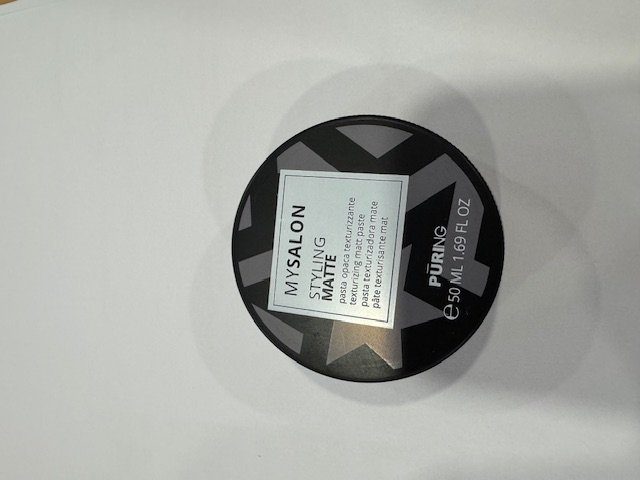 MYSALON
STYLING
MATTE
pasta opaca texturizzante
texturizing matt paste
pasta texturizadora mate
pâte texturisante mat
PŪRING
℮ 50 ML 1.69 FL OZ